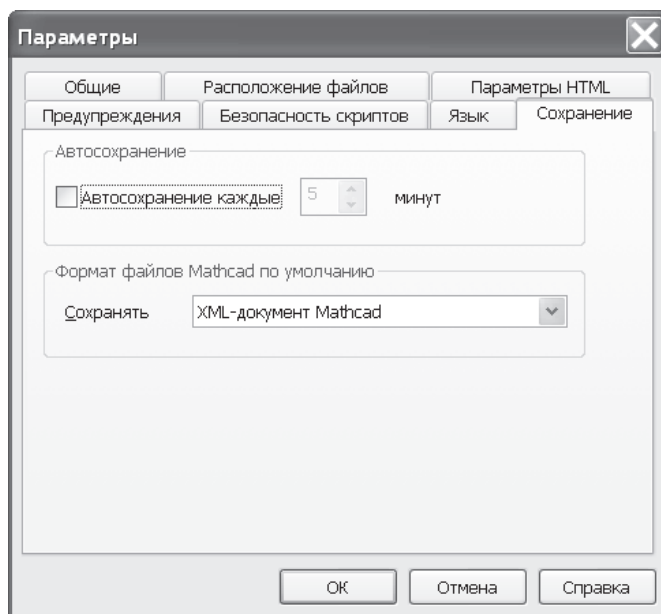 Параметры
Общие Расположение файлов Параметры HTML
Предупреждения Безопасность скриптов Язык Сохранение
Автосохранение
Автосохранение каждые 5 минут
Формат файлов Mathcad по умолчанию
Сохранять XML-документ Mathcad
ОК Отмена Справка